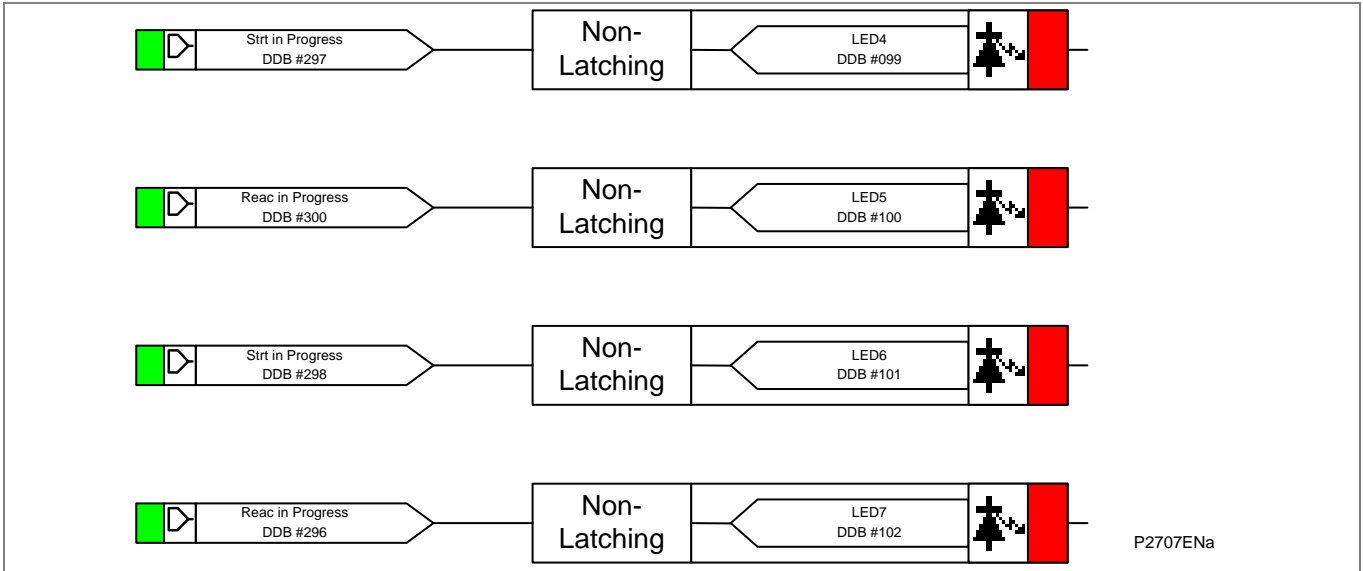 Strt in Progress
DDB #297
Non-
Latching
LED4
DDB #099
Reac in Progress
DDB #300
Non-
Latching
LED5
DDB #100
Strt in Progress
DDB #298
Non-
Latching
LED6
DDB #101
Reac in Progress
DDB #296
Non-
Latching
LED7
DDB #102
P2707ENa